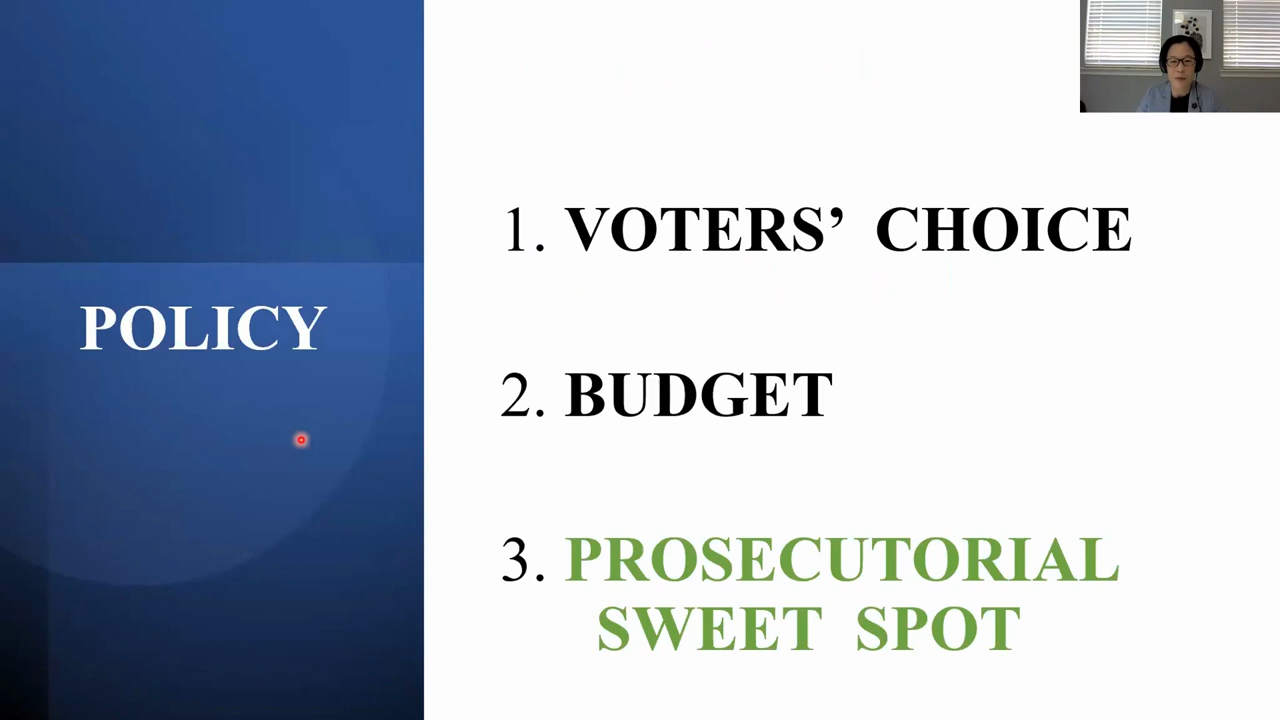 POLICY
1. VOTERS’ CHOICE
2. BUDGET
3. PROSECUTORIAL
SWEET SPOT